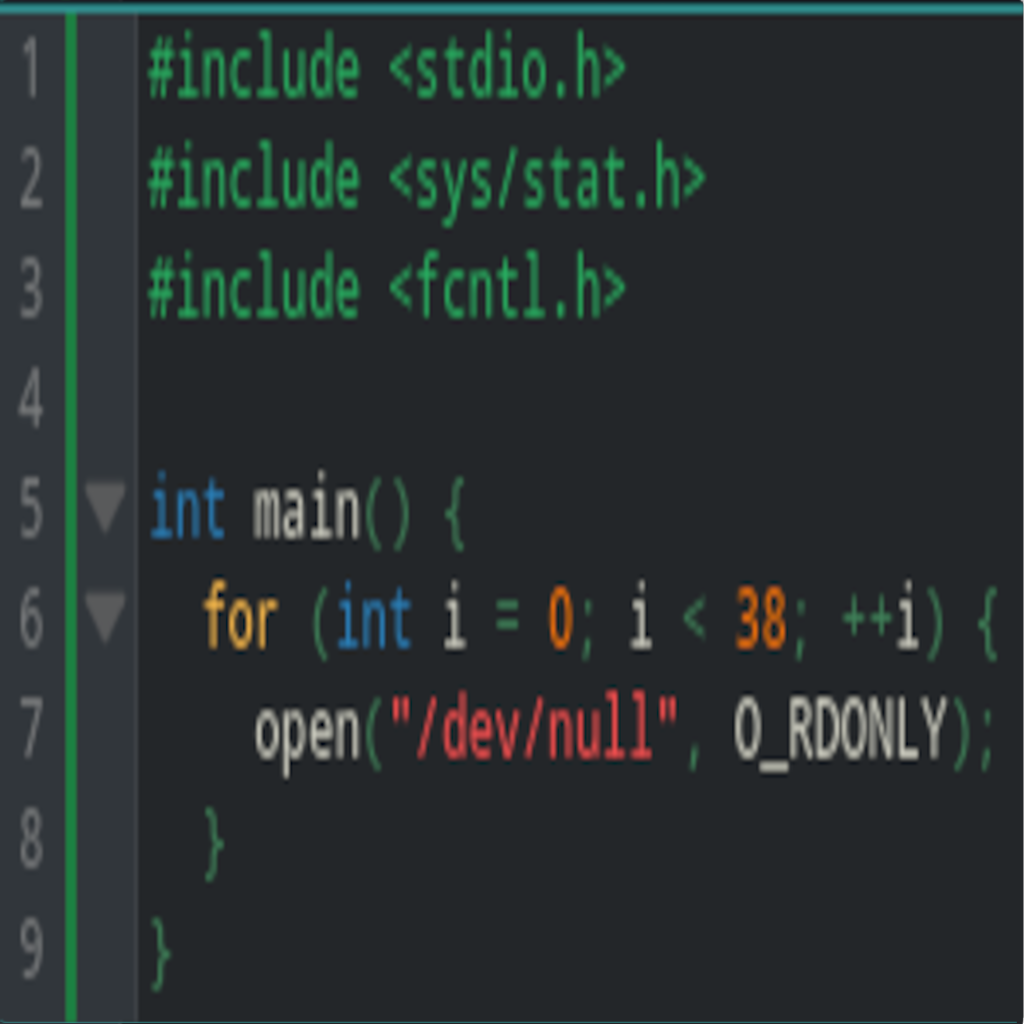 1 #include <stdio.h>
2 #include <sys/stat.h>
3 #include <fcntl.h>
4
5 int main() {
6   for (int i = 0; i < 38; ++i) {
7     open("/dev/null", O_RDONLY);
8   }
9 }